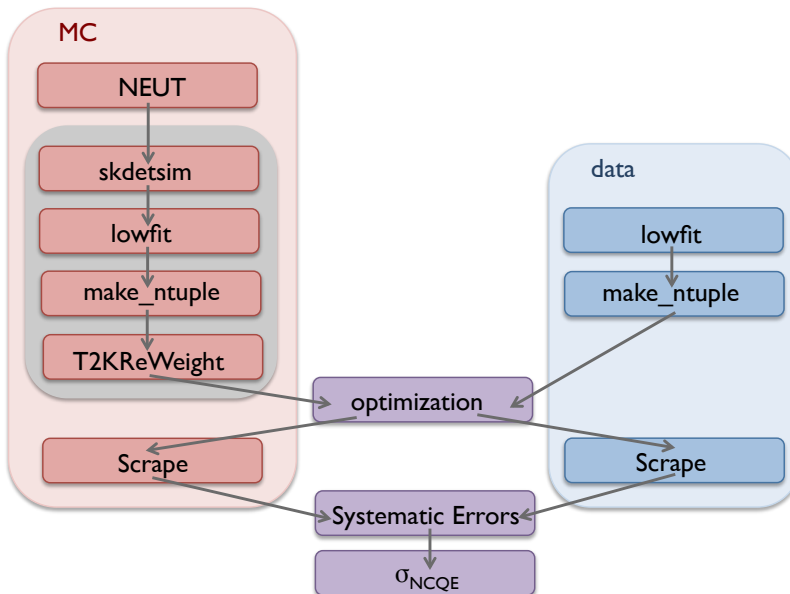 MC
NEUT
skdetsim
lowfit
make_ntuple
T2KReWeight
data
lowfit
make_ntuple
optimization
Scrape
Scrape
Systematic Errors
σNCQE